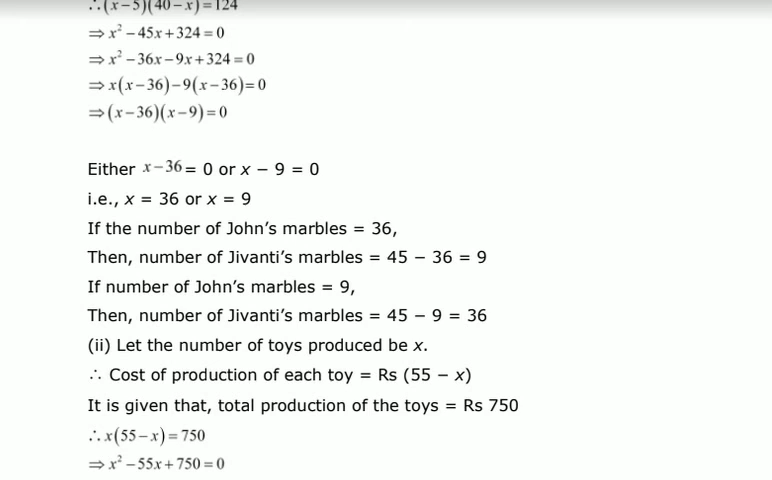 ∴(x−5)(40−x)=124
⇒x²−45x+324=0
⇒x²−36x−9x+324=0
⇒x(x−36)−9(x−36)=0
⇒(x−36)(x−9)=0
Either x−36= 0 or x − 9 = 0
i.e., x = 36 or x = 9
If the number of John’s marbles = 36,
Then, number of Jivanti’s marbles = 45 − 36 = 9
If number of John’s marbles = 9,
Then, number of Jivanti’s marbles = 45 − 9 = 36
(ii) Let the number of toys produced be x.
∴ Cost of production of each toy = Rs (55 − x)
It is given that, total production of the toys = Rs 750
∴x(55−x)=750
⇒x²−55x+750=0